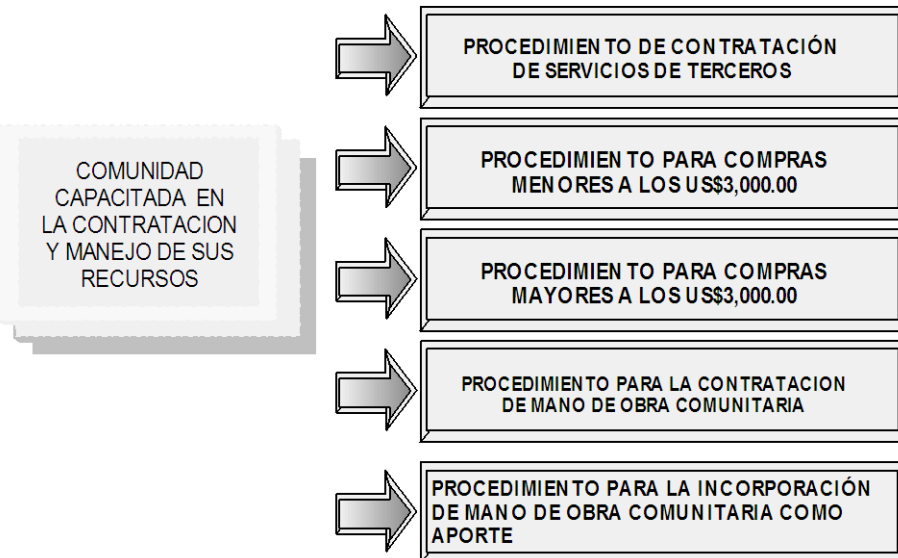 COMUNIDAD
CAPACITADA EN
LA CONTRATACION
Y MANEJO DE SUS
RECURSOS
PROCEDIMIENTO DE CONTRATACIÓN
DE SERVICIOS DE TERCEROS
PROCEDIMIENTO PARA COMPRAS
MENORES A LOS US$3,000.00
PROCEDIMIENTO PARA COMPRAS
MAYORES A LOS US$3,000.00
PROCEDIMIENTO PARA LA CONTRATACION
DE MANO DE OBRA COMUNITARIA
PROCEDIMIENTO PARA LA INCORPORACIÓN
DE MANO DE OBRA COMUNITARIA COMO
APORTE